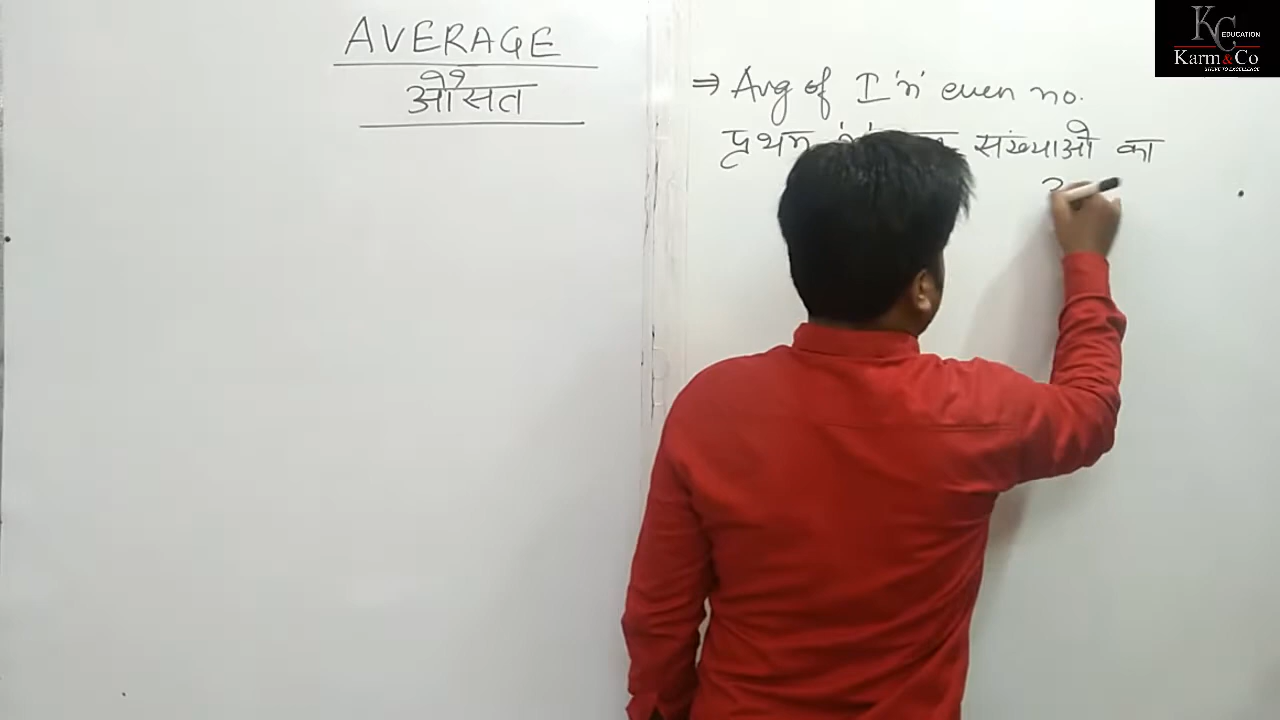 AVERAGE
औसत
⇒ Avg of I 'n' even no.
प्रथम संख्याओं का
KC EDUCATION
Karm&Co